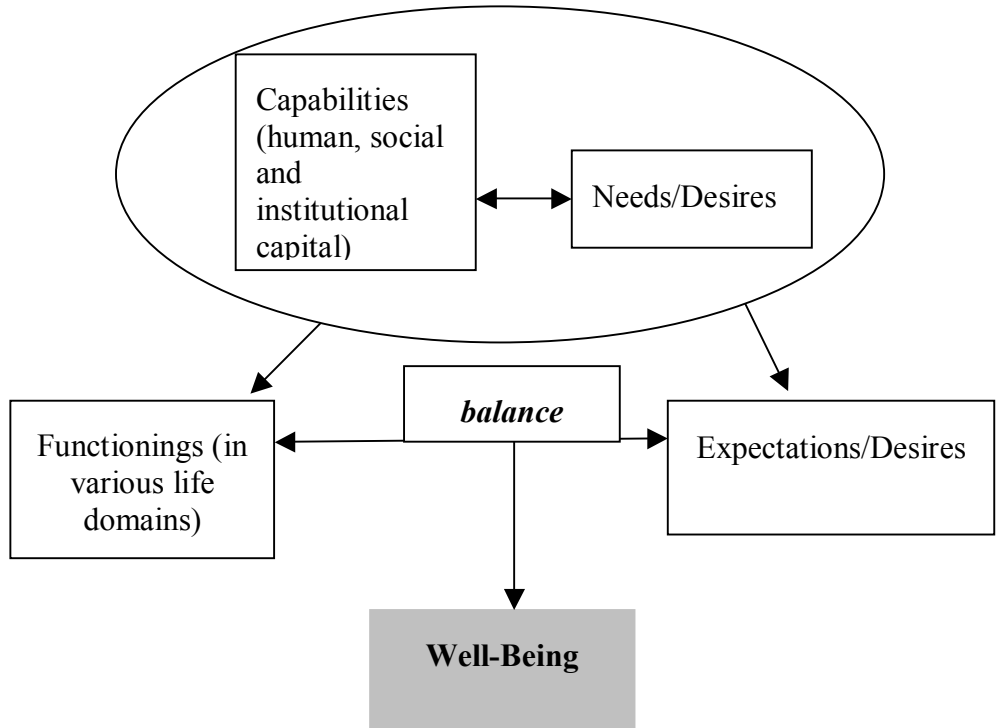 Capabilities
(human, social
and
institutional
capital)
Needs/Desires
balance
Functionings (in
various life
domains)
Expectations/Desires
Well-Being